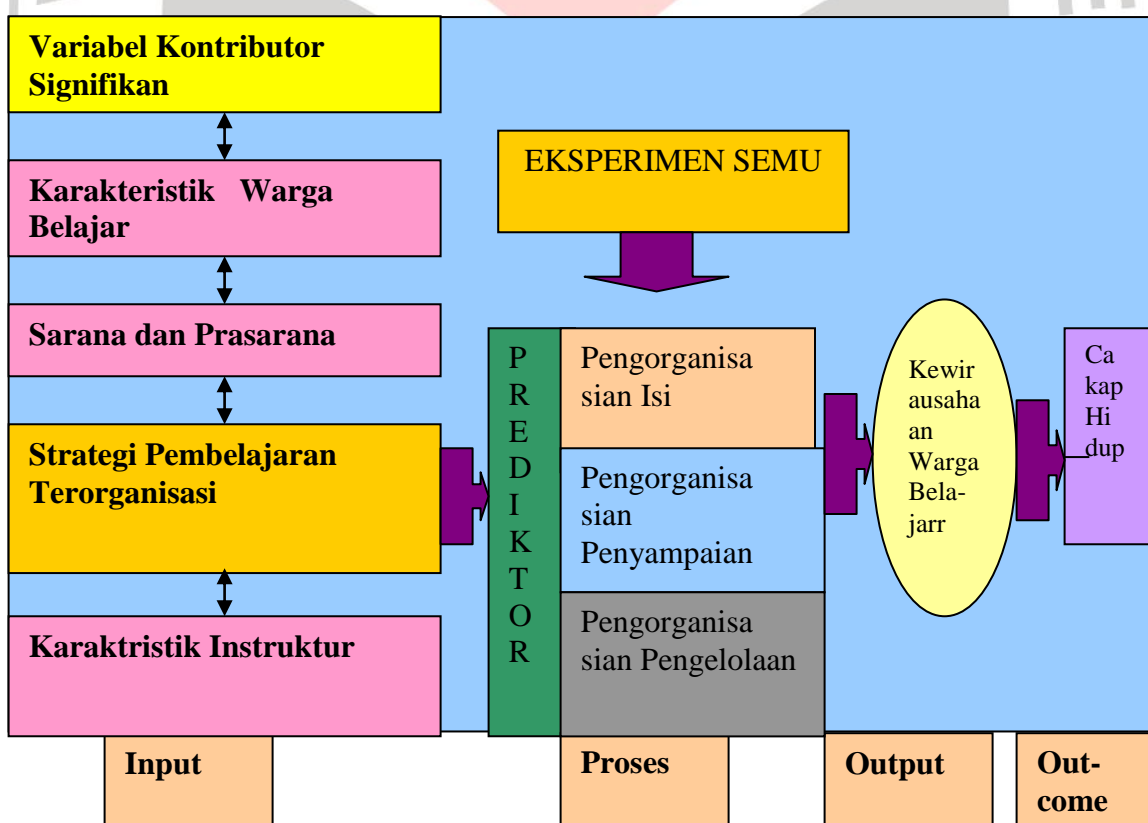 Variabel Kontributor
Signifikan
Karakteristik Warga
Belajar
Sarana dan Prasarana
Strategi Pembelajaran
Terorganisasi
Karaktristik Instruktur
EKSPERIMEN SEMU
P
R
E
D
I
K
T
O
R
Pengorganisa
sian Isi
Pengorganisa
sian
Penyampaian
Pengorganisa
sian Pengelolaan
Kewir
ausaha
an
Warga
Bela-
jarr
Ca
kap
Hi
dup
Input
Proses
Output
Out-
come